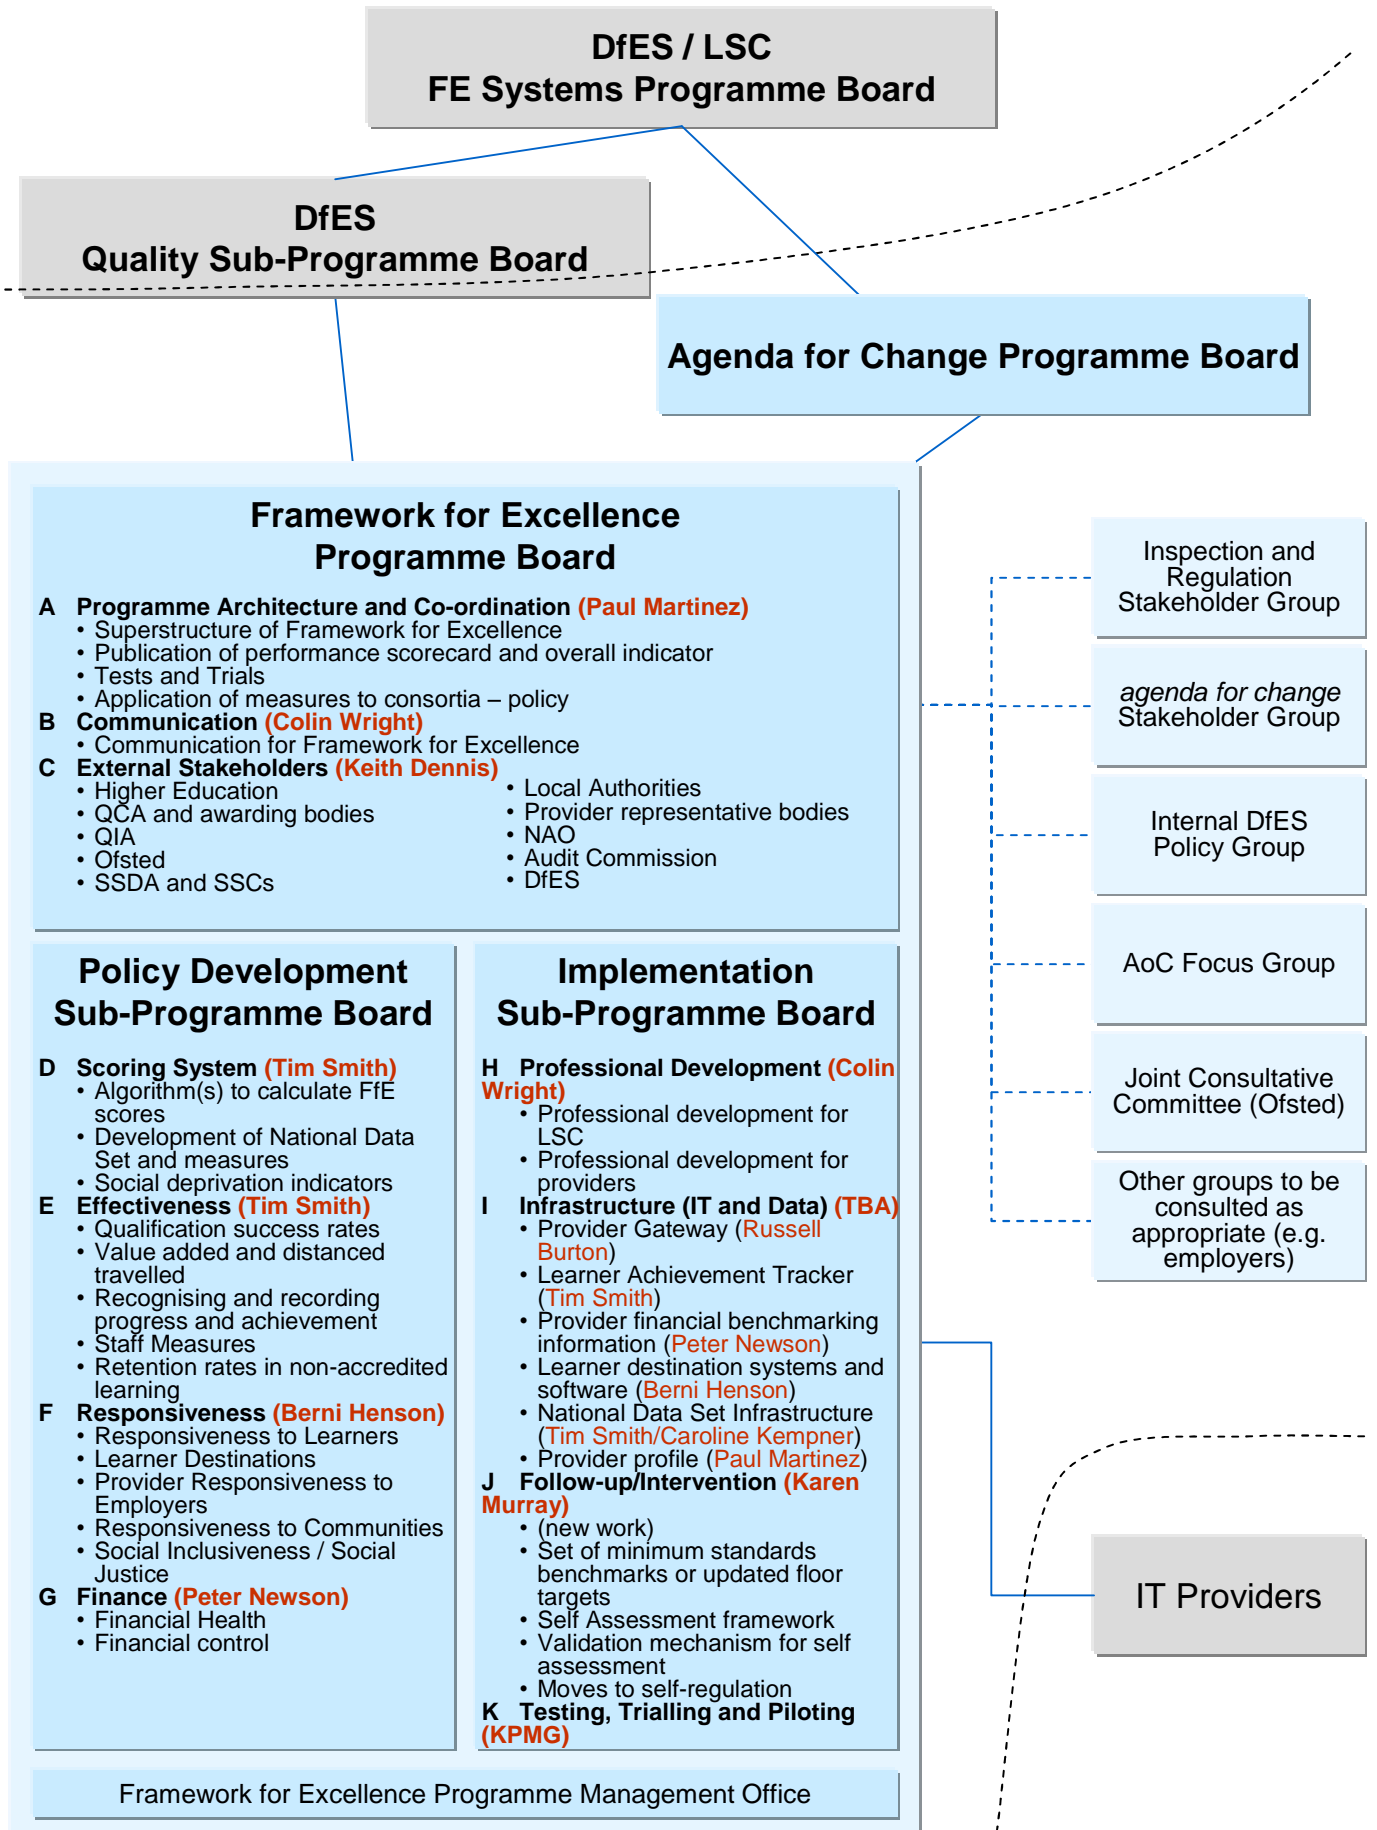 DfES / LSC
FE Systems Programme Board
DfES
Quality Sub-Programme Board
Agenda for Change Programme Board
Framework for Excellence
Programme Board
A Programme Architecture and Co-ordination (Paul Martinez)
• Superstructure of Framework for Excellence
• Publication of performance scorecard and overall indicator
• Tests and Trials
• Application of measures to consortia – policy
B Communication (Colin Wright)
• Communication for Framework for Excellence
C External Stakeholders (Keith Dennis)
• Higher Education
• QCA and awarding bodies
• QIA
• Ofsted
• SSDA and SSCs
• Local Authorities
• Provider representative bodies
• NAO
• Audit Commission
• DfES
Policy Development
Sub-Programme Board
D Scoring System (Tim Smith)
• Algorithm(s) to calculate FfE
scores
• Development of National Data
Set and measures
• Social deprivation indicators
E Effectiveness (Tim Smith)
• Qualification success rates
• Value added and distanced
travelled
• Recognising and recording
progress and achievement
• Staff Measures
• Retention rates in non-accredited
learning
F Responsiveness (Berni Henson)
• Responsiveness to Learners
• Learner Destinations
• Provider Responsiveness to
Employers
• Responsiveness to Communities
• Social Inclusiveness / Social
Justice
G Finance (Peter Newson)
• Financial Health
• Financial control
Implementation
Sub-Programme Board
H Professional Development (Colin
Wright)
• Professional development for
LSC
• Professional development for
providers
I Infrastructure (IT and Data) (TBA)
• Provider Gateway (Russell
Burton)
• Learner Achievement Tracker
(Tim Smith)
• Provider financial benchmarking
information (Peter Newson)
• Learner destination systems and
software (Berni Henson)
• National Data Set Infrastructure
(Tim Smith/Caroline Kempner)
• Provider profile (Paul Martinez)
J Follow-up/Intervention (Karen
Murray)
• (new work)
• Set of minimum standards
benchmarks or updated floor
targets
• Self Assessment framework
• Validation mechanism for self
assessment
• Moves to self-regulation
K Testing, Trialling and Piloting
(KPMG)
Framework for Excellence Programme Management Office
Inspection and
Regulation
Stakeholder Group
agenda for change
Stakeholder Group
Internal DfES
Policy Group
AoC Focus Group
Joint Consultative
Committee (Ofsted)
Other groups to be
consulted as
appropriate (e.g.
employers)
IT Providers